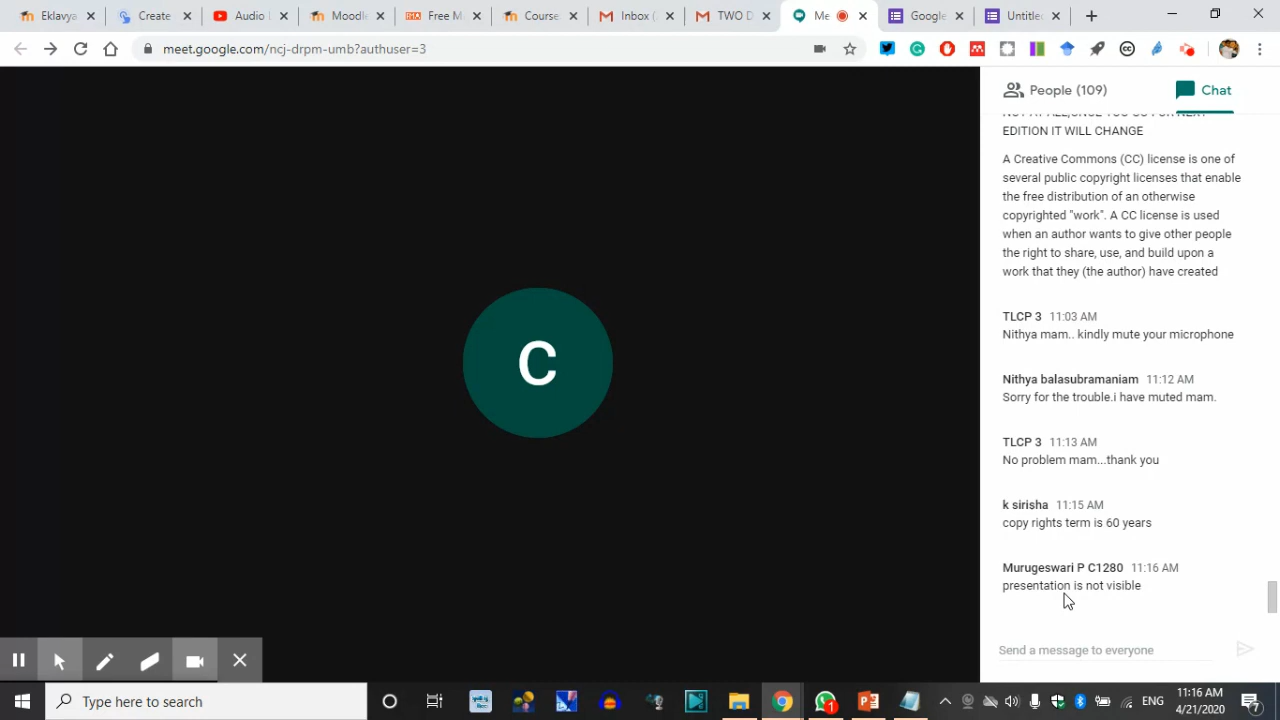 Eklavya
Create
Audio
Moodle
Free M
Course
Inbox (
TWO D
Me
Google
Untitled
meet.google.com/rcj-drpm-umb?authuser=3
People (109)
Chat
EDITION IT WILL CHANGE
A Creative Commons (CC) license is one of
several public copyright licenses that enable
the free distribution of an otherwise
copyrighted "work". A CC license is used
when an author wants to give other people
the right to share, use, and build upon a
work that they (the author) have created
TLCP 3 11:03 AM
Nithya mam.. kindly mute your microphone
Nithya balasubramaniam 11:12 AM
Sorry for the trouble.i have muted mam.
TLCP 3 11:13 AM
No problem mam...thank you
k sirisha 11:15 AM
copy rights term is 60 years
Murugeswari P C1280 11:16 AM
presentation is not visible
Send a message to everyone
C
Type here to search
1
ENG
11:16 AM
4/21/2020
7